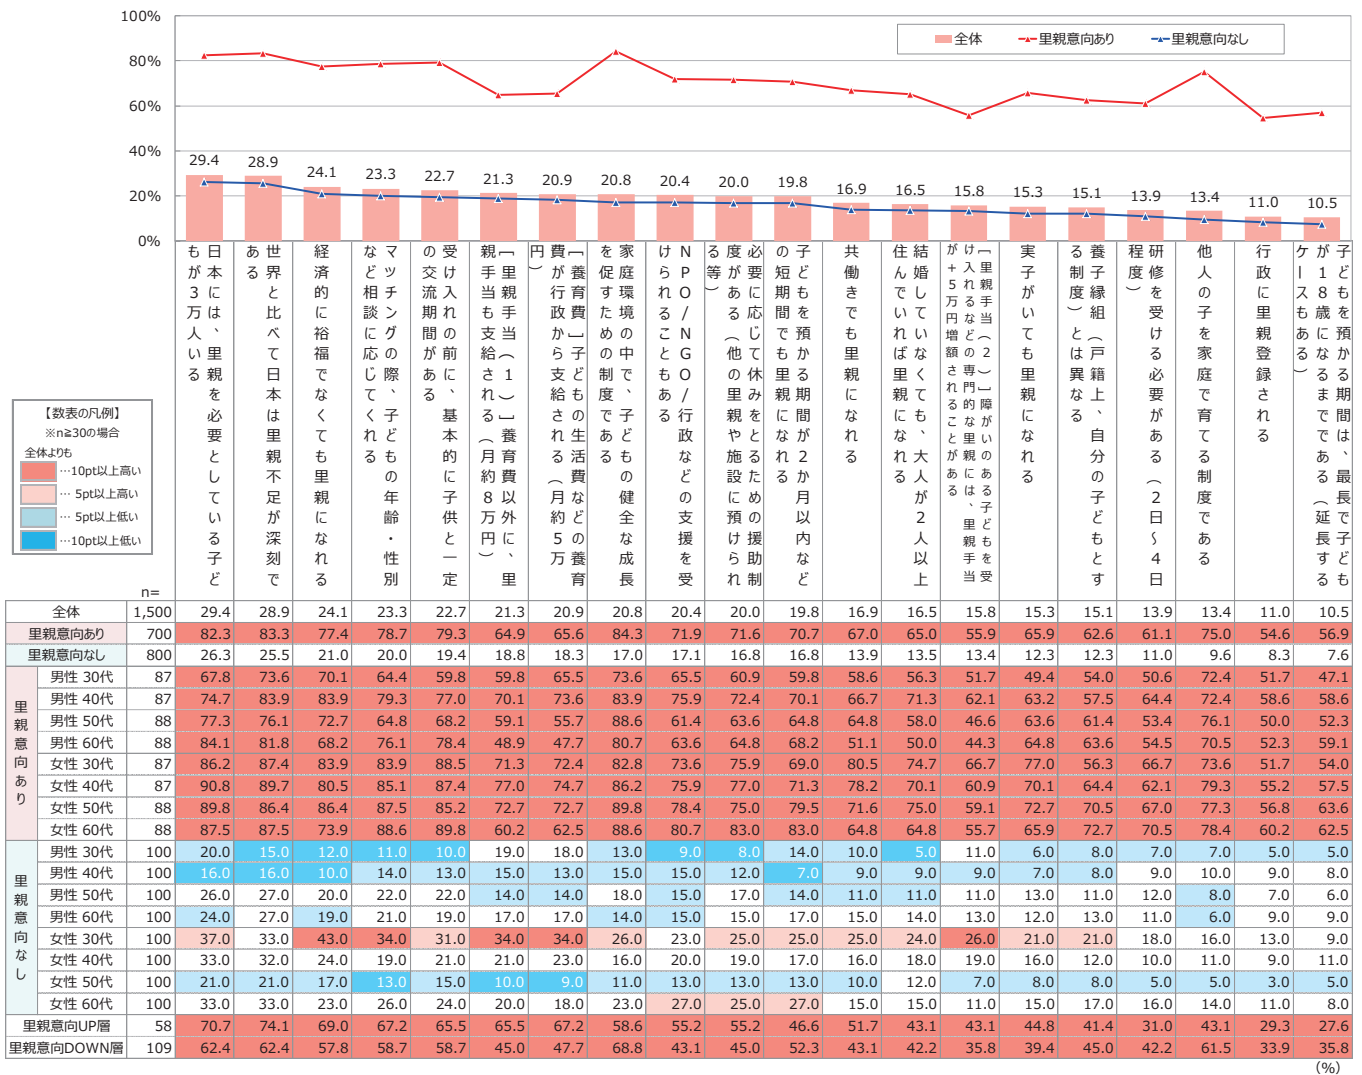 100%
80%
60%
40%
20%
0%
全体
里親意向あり
里親意向なし
29.4 28.9 24.1 23.3 22.7 21.3 20.9 20.8 20.4 20.0 19.8 16.9 16.5 15.8 15.3 15.1 13.9 13.4 11.0 10.5
日本には、里親を必要としている子ど
もが3万人いる
世界と比べて日本は里親不足が深刻で
ある
経済的に裕福でなくても里親になれる
マッチングの際、子どもの年齢・性別
など相談に応じてくれる
受け入れの前に、基本的に子供と一定
の交流期間がある
[里親手当(1)]養育費以外に、里
親手当も支給される(月約8万円)
[養育費]子どもの生活費などの養育
費が行政から支給される(月約5万
円)
家庭環境の中で、子どもの健全な成長
を促すための制度である
NPO/NGO/行政などの支援を受
けられることもある
必要に応じて休みをとるための援助制
度がある(他の里親や施設に預けられ
る等)
子どもを預かる期間が2か月以内など
の短期間でも里親になれる
共働きでも里親になれる
結婚していなくても、大人が2人以上
住んでいれば里親になれる
[里親手当(2)]障がいのある子どもを受
け入れるなどの専門的な里親には、里親手当
が+5万円増額されることがある
実子がいても里親になれる
養子縁組(戸籍上、自分の子どもとす
る制度)とは異なる
研修を受ける必要がある(2日~4日
程度)
他人の子を家庭で育てる制度である
行政に里親登録される
子どもを預かる期間は、最長で子ども
が18歳になるまでである(延長する
ケースもある)
【数表の凡例】
※n≧30の場合
全体よりも
…10pt以上高い
… 5pt以上高い
… 5pt以上低い
…10pt以上低い
n=
全体 1,500 29.4 28.9 24.1 23.3 22.7 21.3 20.9 20.8 20.4 20.0 19.8 16.9 16.5 15.8 15.3 15.1 13.9 13.4 11.0 10.5
里親意向あり 700 82.3 83.3 77.4 78.7 79.3 64.9 65.6 84.3 71.9 71.6 70.7 67.0 65.0 55.9 65.9 62.6 61.1 75.0 54.6 56.9
里親意向なし 800 26.3 25.5 21.0 20.0 19.4 18.8 18.3 17.0 17.1 16.8 16.8 13.9 13.5 13.4 12.3 12.3 11.0 9.6 8.3 7.6
里親意向あり
男性 30代 87 67.8 73.6 70.1 64.4 59.8 59.8 65.5 73.6 65.5 60.9 59.8 58.6 56.3 51.7 49.4 54.0 50.6 72.4 51.7 47.1
男性 40代 87 74.7 83.9 83.9 79.3 77.0 70.1 73.6 83.9 75.9 72.4 70.1 66.7 71.3 62.1 63.2 57.5 64.4 72.4 58.6 58.6
男性 50代 88 77.3 76.1 72.7 64.8 68.2 59.1 55.7 88.6 61.4 63.6 64.8 64.8 58.0 46.6 63.6 61.4 53.4 76.1 50.0 52.3
男性 60代 88 84.1 81.8 68.2 76.1 78.4 48.9 47.7 80.7 63.6 64.8 68.2 51.1 50.0 44.3 64.8 63.6 54.5 70.5 52.3 59.1
女性 30代 87 86.2 87.4 83.9 83.9 88.5 71.3 72.4 82.8 73.6 75.9 69.0 80.5 74.7 66.7 77.0 56.3 66.7 73.6 51.7 54.0
女性 40代 87 90.8 89.7 80.5 85.1 87.4 77.0 74.7 86.2 75.9 77.0 71.3 78.2 70.1 60.9 70.1 64.4 62.1 79.3 55.2 57.5
女性 50代 88 89.8 86.4 86.4 87.5 85.2 72.7 72.7 89.8 78.4 75.0 79.5 71.6 75.0 59.1 72.7 70.5 67.0 77.3 56.8 63.6
女性 60代 88 87.5 87.5 73.9 88.6 89.8 60.2 62.5 88.6 80.7 83.0 83.0 64.8 64.8 55.7 65.9 72.7 70.5 78.4 60.2 62.5
里親意向なし
男性 30代 100 20.0 15.0 12.0 11.0 10.0 19.0 18.0 13.0 9.0 8.0 14.0 10.0 5.0 11.0 6.0 8.0 7.0 7.0 5.0 5.0
男性 40代 100 16.0 16.0 10.0 14.0 13.0 15.0 13.0 15.0 15.0 12.0 7.0 9.0 9.0 9.0 7.0 8.0 9.0 10.0 9.0 8.0
男性 50代 100 26.0 27.0 20.0 22.0 22.0 14.0 14.0 18.0 15.0 17.0 14.0 11.0 11.0 11.0 13.0 11.0 12.0 8.0 7.0 6.0
男性 60代 100 24.0 27.0 19.0 21.0 19.0 17.0 17.0 14.0 15.0 15.0 17.0 15.0 14.0 13.0 12.0 13.0 11.0 6.0 9.0 9.0
女性 30代 100 37.0 33.0 43.0 34.0 31.0 34.0 34.0 26.0 23.0 25.0 25.0 25.0 24.0 26.0 21.0 21.0 18.0 16.0 13.0 9.0
女性 40代 100 33.0 32.0 24.0 19.0 21.0 21.0 23.0 16.0 20.0 19.0 17.0 16.0 18.0 19.0 16.0 12.0 10.0 11.0 9.0 11.0
女性 50代 100 21.0 21.0 17.0 13.0 15.0 10.0 9.0 11.0 13.0 13.0 13.0 10.0 12.0 7.0 8.0 8.0 5.0 5.0 3.0 5.0
女性 60代 100 33.0 33.0 23.0 26.0 24.0 20.0 18.0 23.0 27.0 25.0 27.0 15.0 15.0 11.0 15.0 17.0 16.0 14.0 11.0 8.0
里親意向UP層 58 70.7 74.1 69.0 67.2 65.5 65.5 67.2 58.6 55.2 55.2 46.6 51.7 43.1 43.1 44.8 41.4 31.0 43.1 29.3 27.6
里親意向DOWN層 109 62.4 62.4 57.8 58.7 58.7 45.0 47.7 68.8 43.1 45.0 52.3 43.1 42.2 35.8 39.4 45.0 42.2 61.5 33.9 35.8
(%)